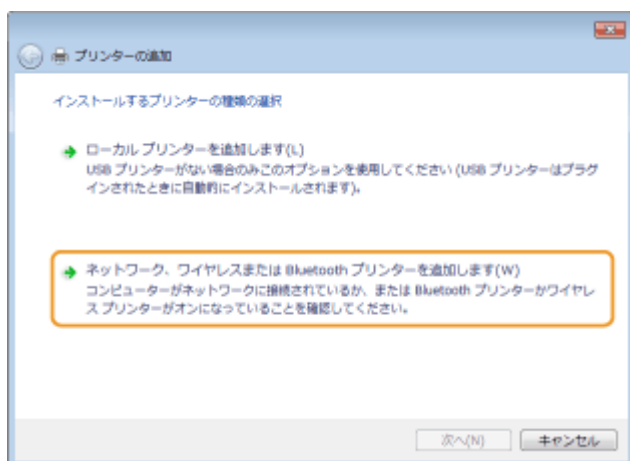 プリンターの追加
インストールするプリンターの種類の選択
ローカル プリンターを追加します(L)
USB プリンターがない場合のみこのオプションを使用してください (USB プリンターはプラグ
インされたときに自動的にインストールされます)。
ネットワーク、ワイヤレスまたは Bluetooth プリンターを追加します(W)
コンピューターがネットワークに接続されているか、または Bluetooth プリンターかワイヤレ
ス プリンターがオンになっていることを確認してください。
次へ(N)
キャンセル